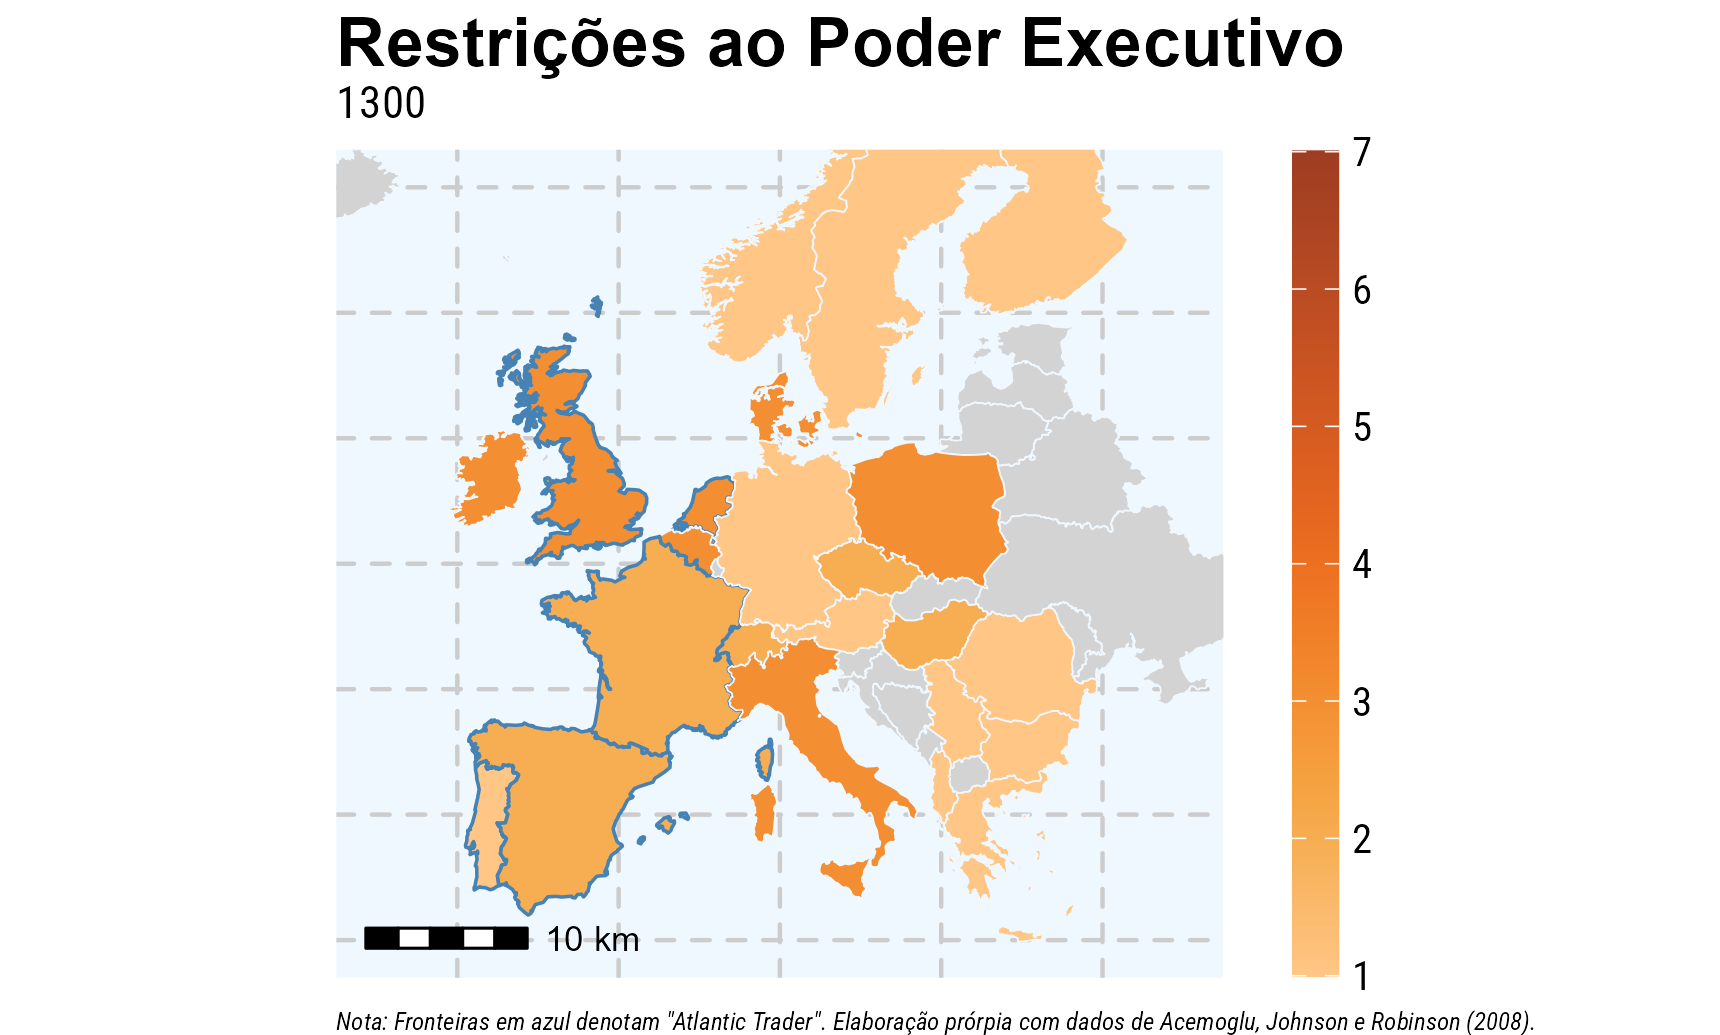 Restrições ao Poder Executivo
1300
7
6
5
4
3
2
1
10 km
Nota: Fronteiras em azul denotam "Atlantic Trader". Elaboração prórpia com dados de Acemoglu, Johnson e Robinson (2008).